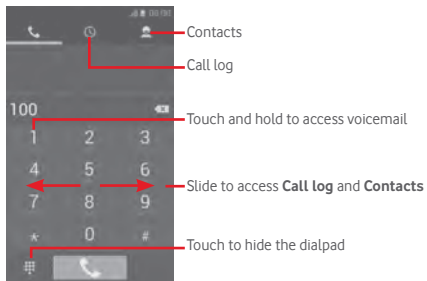 Contacts
Call log
100
Touch and hold to access voicemail
1 2 3
4 5 6
Slide to access Call log and Contacts
7 8 9
* 0 #
Touch to hide the dialpad